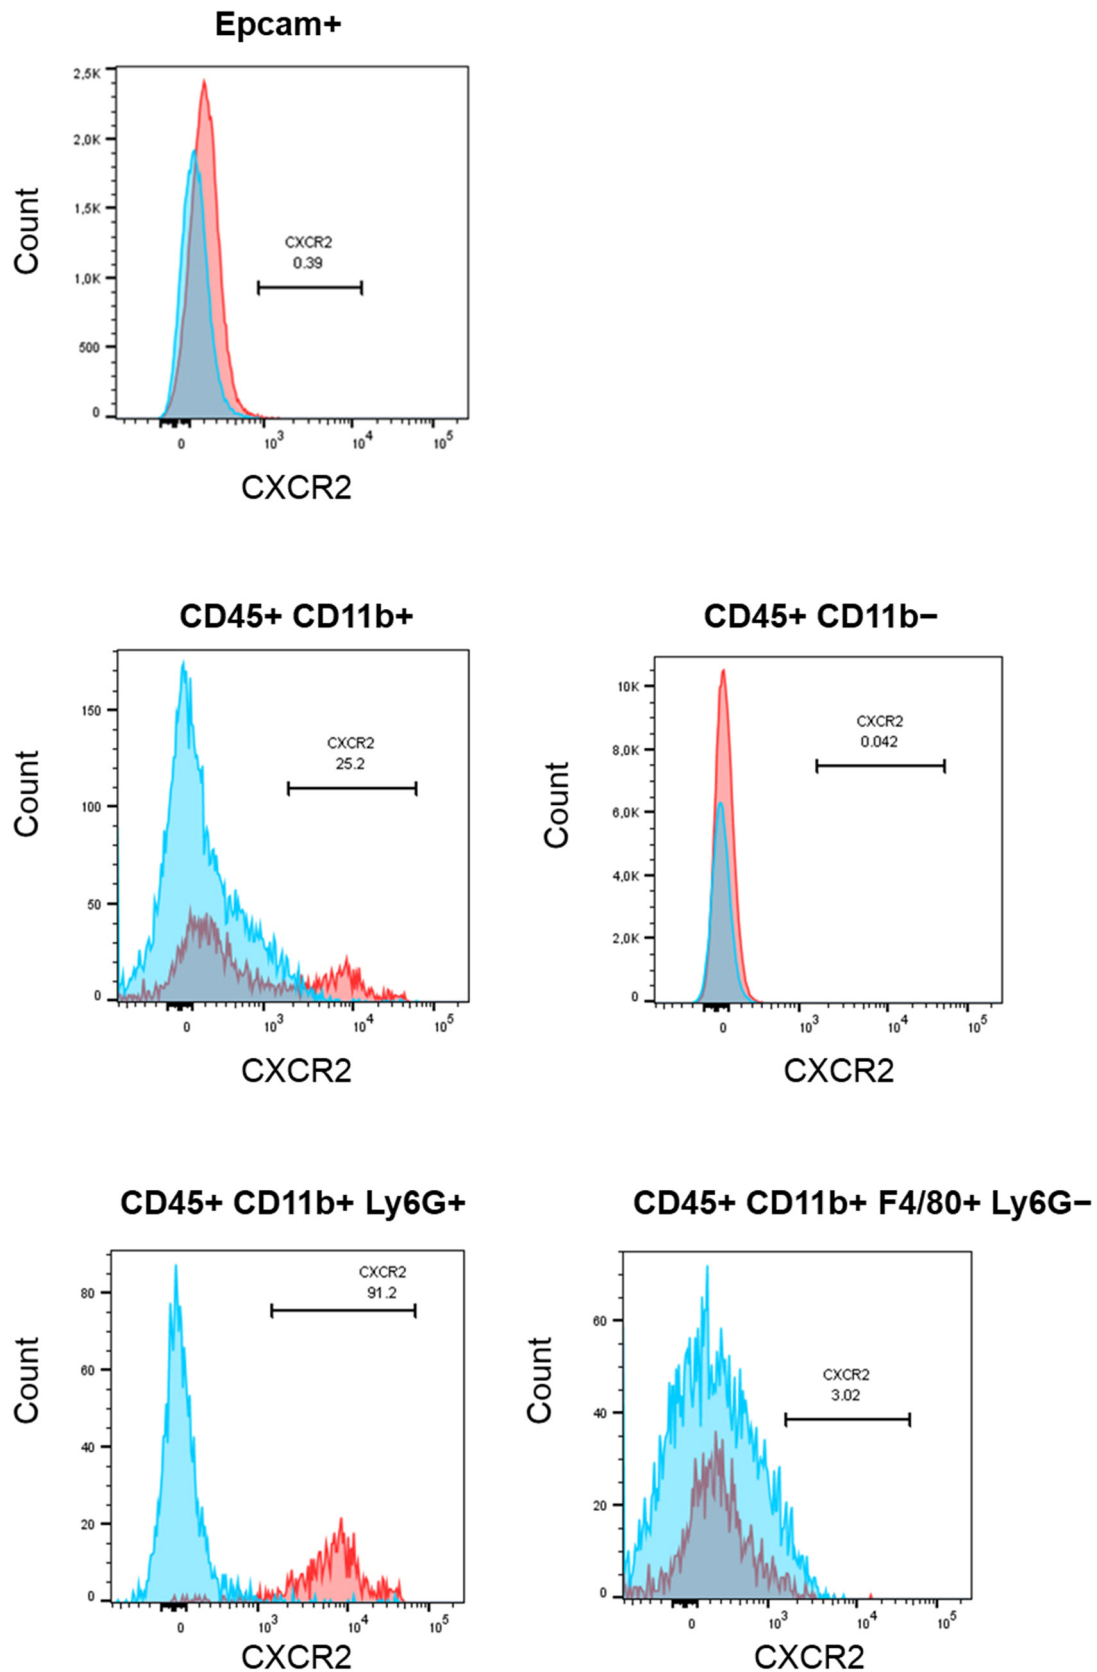 Epcam+
2,5K
2,0K
1,5K
1,0K
500
0
Count
CXCR2
0.39
0 10³ 10⁴ 10⁵
CXCR2
CD45+ CD11b+
150
100
50
0
Count
CXCR2
25.2
0 10³ 10⁴ 10⁵
CXCR2
CD45+ CD11b−
10K
8,0K
6,0K
4,0K
2,0K
0
Count
CXCR2
0.042
0 10³ 10⁴ 10⁵
CXCR2
CD45+ CD11b+ Ly6G+
80
60
40
20
0
Count
CXCR2
91.2
0 10³ 10⁴ 10⁵
CXCR2
CD45+ CD11b+ F4/80+ Ly6G−
60
40
20
0
Count
CXCR2
3.02
0 10³ 10⁴ 10⁵
CXCR2